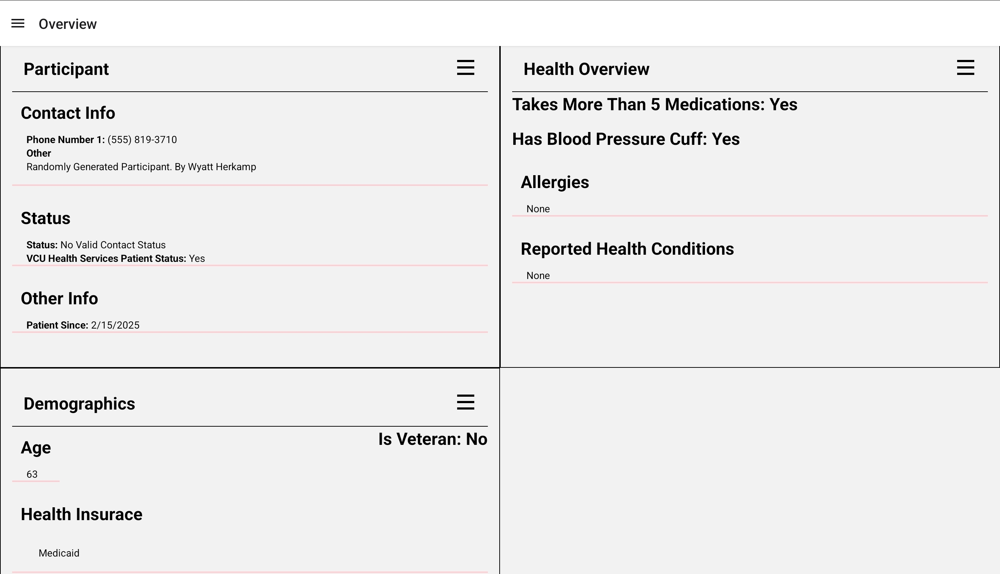 Overview
Participant
Contact Info
Phone Number 1: (555) 819-3710
Other
Randomly Generated Participant. By Wyatt Herkamp
Status
Status: No Valid Contact Status
VCU Health Services Patient Status: Yes
Other Info
Patient Since: 2/15/2025
Health Overview
Takes More Than 5 Medications: Yes
Has Blood Pressure Cuff: Yes
Allergies
None
Reported Health Conditions
None
Demographics
Is Veteran: No
Age
63
Health Insurace
Medicaid